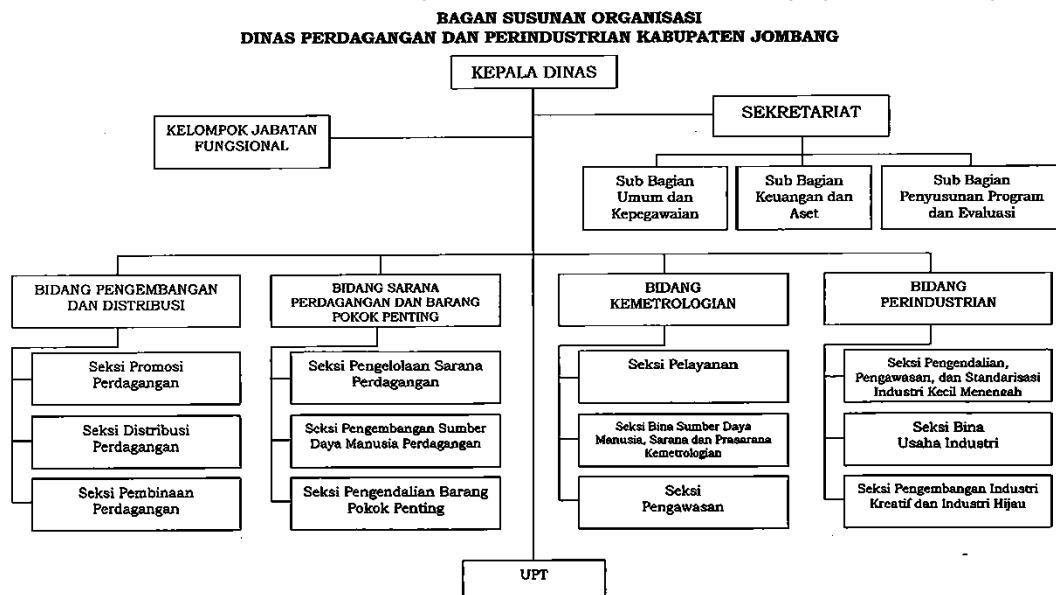 BAGAN SUSUNAN ORGANISASI
DINAS PERDAGANGAN DAN PERINDUSTRIAN KABUPATEN JOMBANG
KEPALA DINAS
KELOMPOK JABATAN
FUNGSIONAL
SEKRETARIAT
Sub Bagian
Umum dan
Kepegawaian
Sub Bagian
Keuangan dan
Aset
Sub Bagian
Penyusunan Program
dan Evaluasi
BIDANG PENGEMBANGAN
DAN DISTRIBUSI
Seksi Promosi
Perdagangan
Seksi Distribusi
Perdagangan
Seksi Pembinaan
Perdagangan
BIDANG SARANA
PERDAGANGAN DAN BARANG
POKOK PENTING
Seksi Pengelolaan Sarana
Perdagangan
Seksi Pengembangan Sumber
Daya Manusia Perdagangan
Seksi Pengendalian Barang
Pokok Penting
BIDANG
KEMETROLOGIAN
Seksi Pelayanan
Seksi Bina Sumber Daya
Manusia, Sarana dan Prasarana
Kemetrologian
Seksi
Pengawasan
BIDANG
PERINDUSTRIAN
Seksi Pengendalian,
Pengawasan, dan Standarisasi
Industri Kecil Menengah
Seksi Bina
Usaha Industri
Seksi Pengembangan Industri
Kreatif dan Industri Hijau
UPT